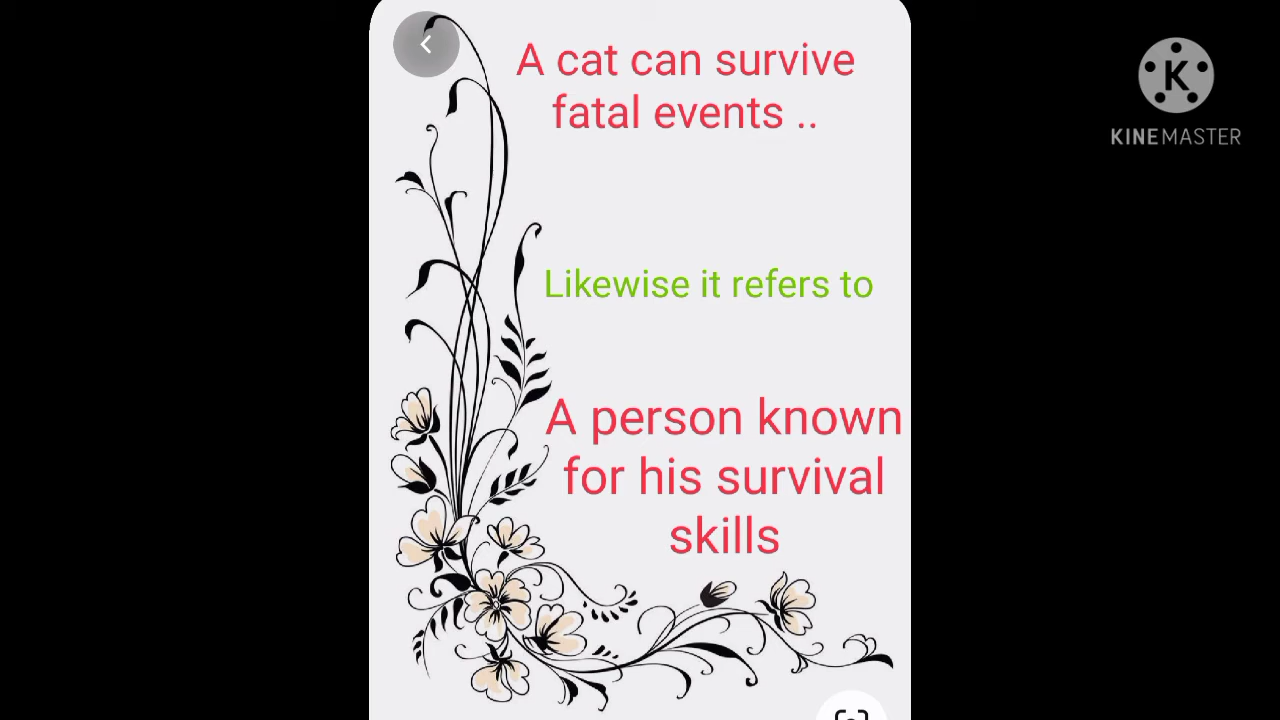 A cat can survive
fatal events ..
Likewise it refers to
A person known
for his survival
skills
K
KINEMASTER